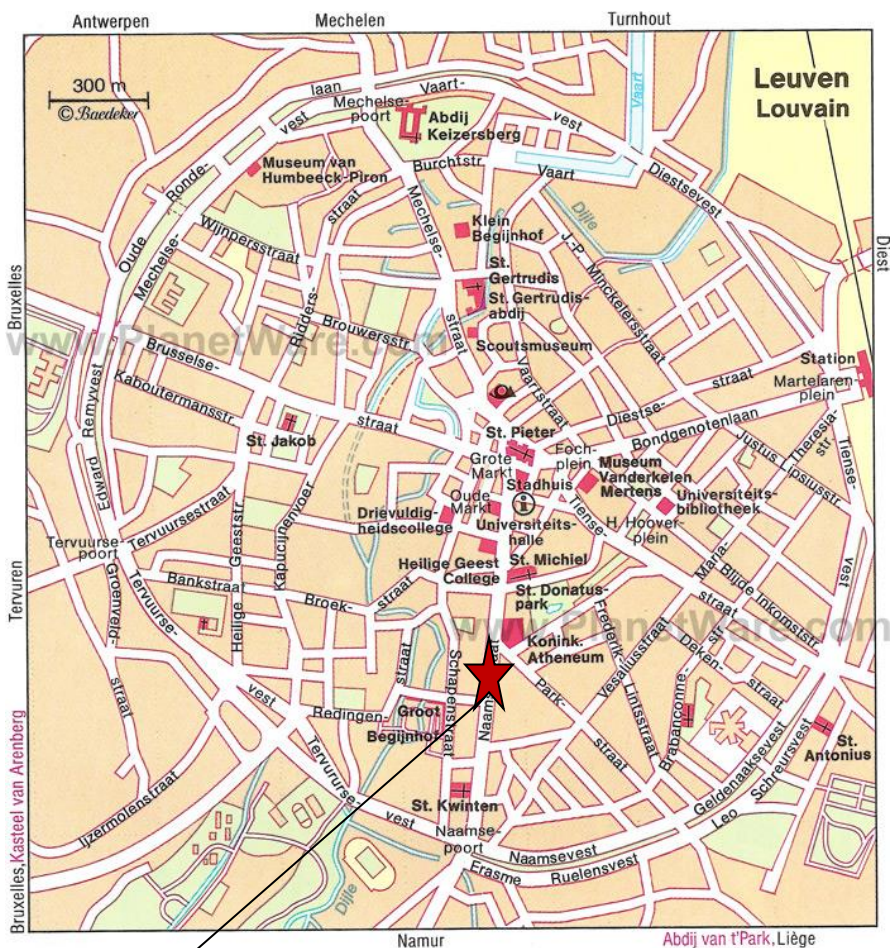 Antwerpen
Mechelen
Turnhout
300 m
© Baedeker
Leuven
Louvain
laan
Vaart-
Vaart
Mechelse-
poort
vest
Abdij
Keizersberg
vest
Burchtstr.
Vaart
Diestsevest
Museum van
Humbeeck-Piron
Ronde-
Oude
Mechelse-
Wijnpersstraat
straat
Ridders-
Mechelse-
straat
Klein
Begijnhof
Dijle
J.-P. Minckelersstraat
Diest
St.
Gertrudis
St. Gertrudis-
abdij
Bruxelles
www.PlanetWare.com
Brouwersstr.
Scoutsmuseum
Brusselse-
straat
Kaboutermansstr.
Vaartstraat
Station
Martelaren-
plein
Diestse-
straat
Bondgenotenlaan
Remyvest
Edward
St. Jakob
St. Pieter
Grote
Markt
Foch-
plein
Stadhuis
Museum
Vanderkelen
Mertens
Justus Lipsiusstr.
Theresia-
str.
Tiense-
vest
Universiteits-
bibliotheek
Drievuldig-
heidscollege
Oude
Markt
i
Universiteits-
halle
Tiense-
straat
H. Hoover-
plein
Tervuursestraat
Tervuurse-
poort
Geeststr.
Heilige
Kapucijnenvoer
Tervuren
Bankstraat
Broek-
straat
Heilige Geest
College
St. Michiel
St. Donatus-
park
Maria-
Blijde Inkomststr.
Groenveld-
straat
Tervuurse-
vest
www.PlanetWare.com
Konink.
Atheneum
Frederik
Lintsstraat
Vesaliusstraat
straat
Schapenstraat
Naam
Park-
straat
Brabanconne-
str.
straat
Redingen-
straat
Groot
Begijnhof
Tervururse-
vest
St.
Antonius
Geldenaaksevest
Leo Schreursvest
Ijzermolenstraat
St. Kwinten
Naamse-
poort
Naamsevest
Erasme Ruelensvest
Dijle
Bruxelles, Kasteel van Arenberg
Namur
Abdij van t'Park, Liège